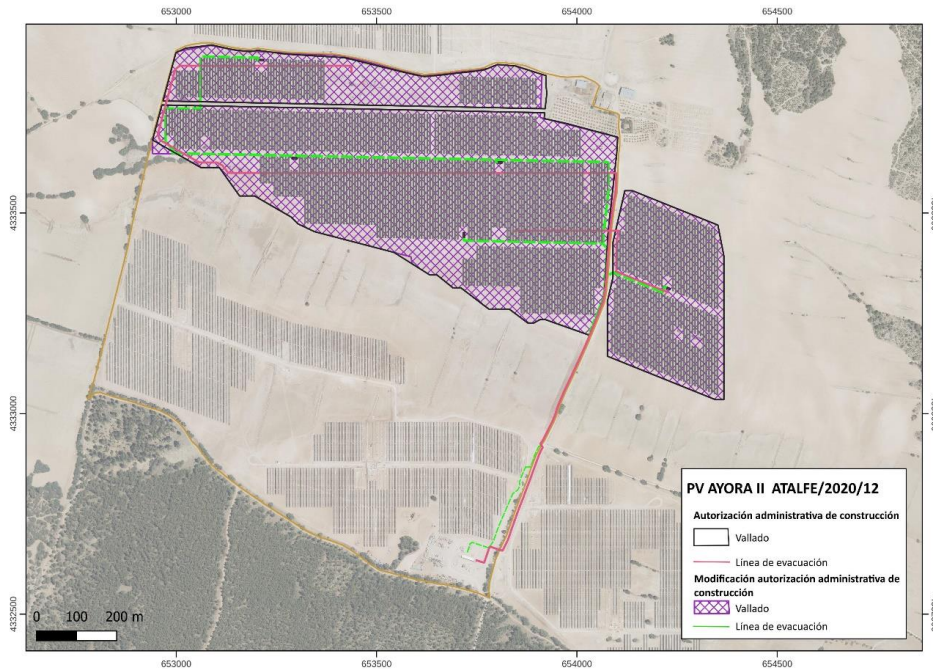 653000 653500 654000 654500
4333500
4333000
4332500
PV AYORA II ATALFE/2020/12
Autorización administrativa de construcción
Vallado
Línea de evacuación
Modificación autorización administrativa de
construcción
Vallado
Línea de evacuación
0 100 200 m
653000 653500 654000 654500